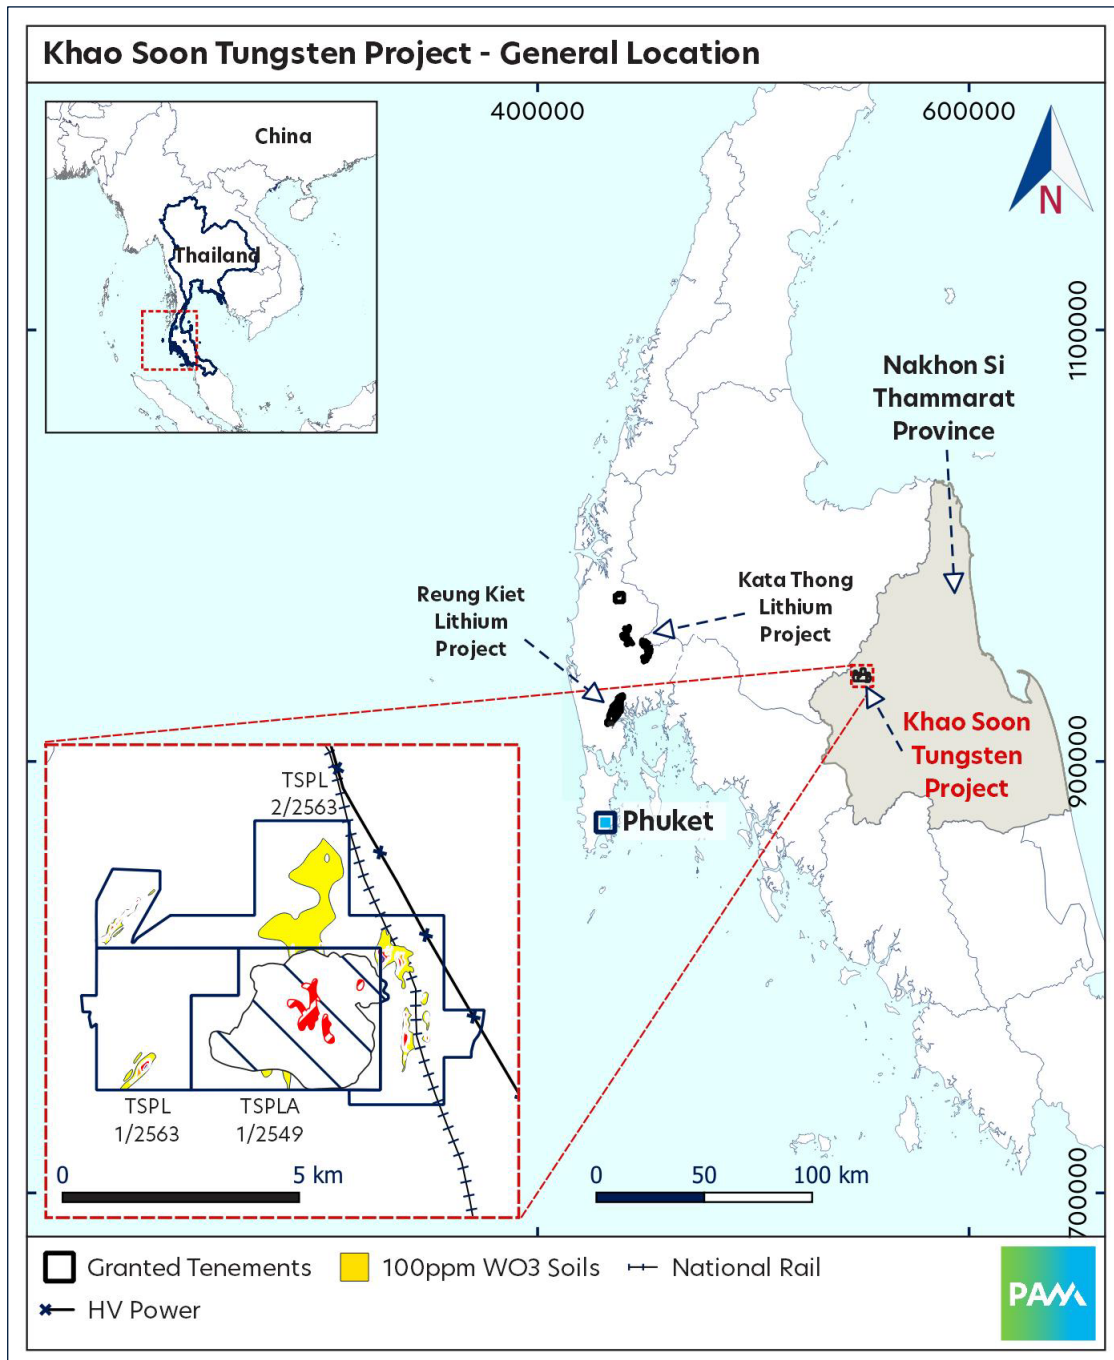 Khao Soon Tungsten Project - General Location
400000
600000
China
Thailand
N
1100000
Nakhon Si
Thammarat
Province
Reung Kiet
Lithium
Project
Kata Thong
Lithium
Project
Khao Soon
Tungsten
Project
900000
Phuket
TSPL
2/2563
TSPL
1/2563
TSPLA
1/2549
0
5 km
0
50
100 km
700000
Granted Tenements
100ppm WO3 Soils
National Rail
HV Power
PAM